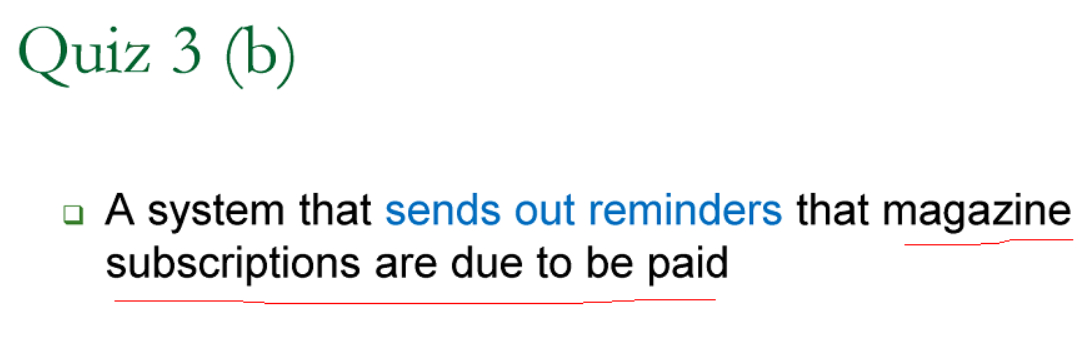 Quiz 3 (b)
A system that sends out reminders that magazine
subscriptions are due to be paid